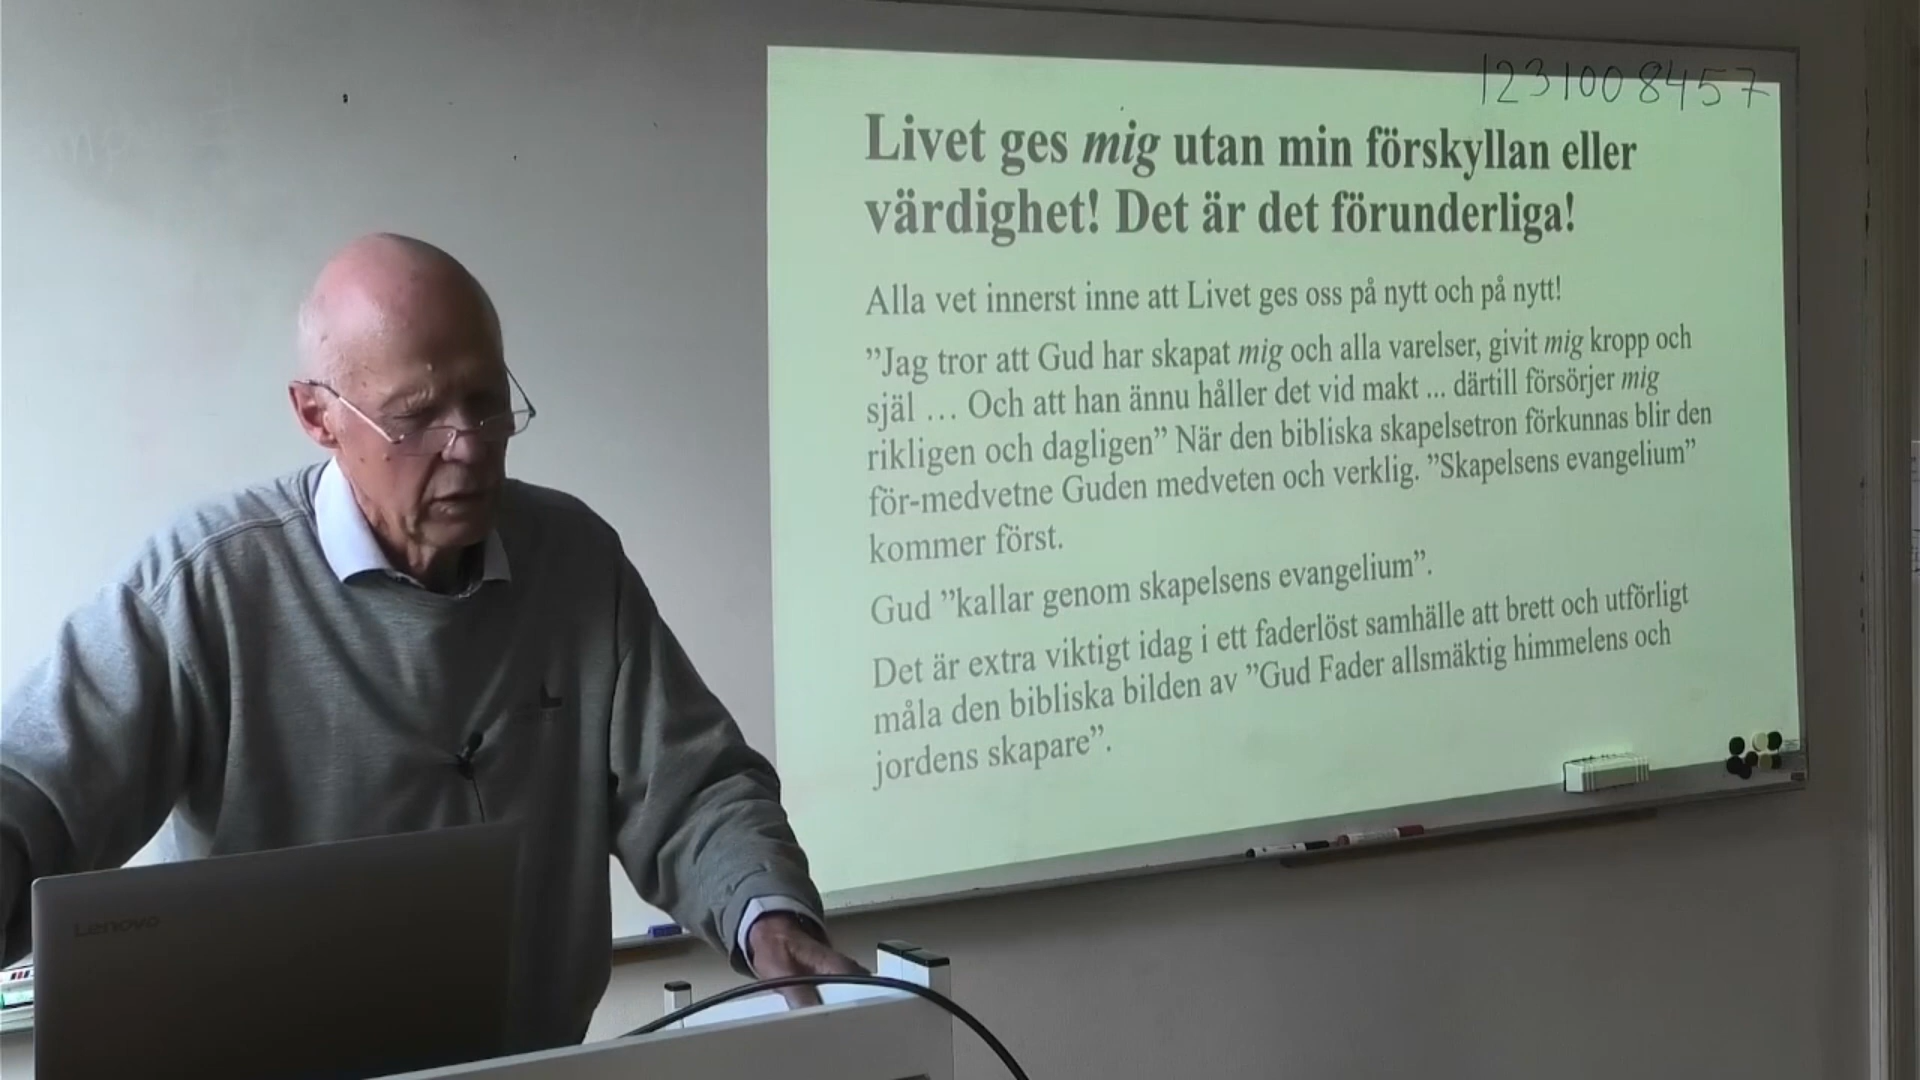 1231008457
Livet ges mig utan min förskyllan eller
värdighet! Det är det förunderliga!
Alla vet innerst inne att Livet ges oss på nytt och på nytt!
”Jag tror att Gud har skapat mig och alla varelser, givit mig kropp och
själ … Och att han ännu håller det vid makt ... därtill försörjer mig
rikligen och dagligen” När den bibliska skapelsetron förkunnas blir den
för-medvetne Guden medveten och verklig. ”Skapelsens evangelium”
kommer först.
Gud ”kallar genom skapelsens evangelium”.
Det är extra viktigt idag i ett faderlöst samhälle att brett och utförligt
måla den bibliska bilden av ”Gud Fader allsmäktig himmelens och
jordens skapare”.
Lenovo